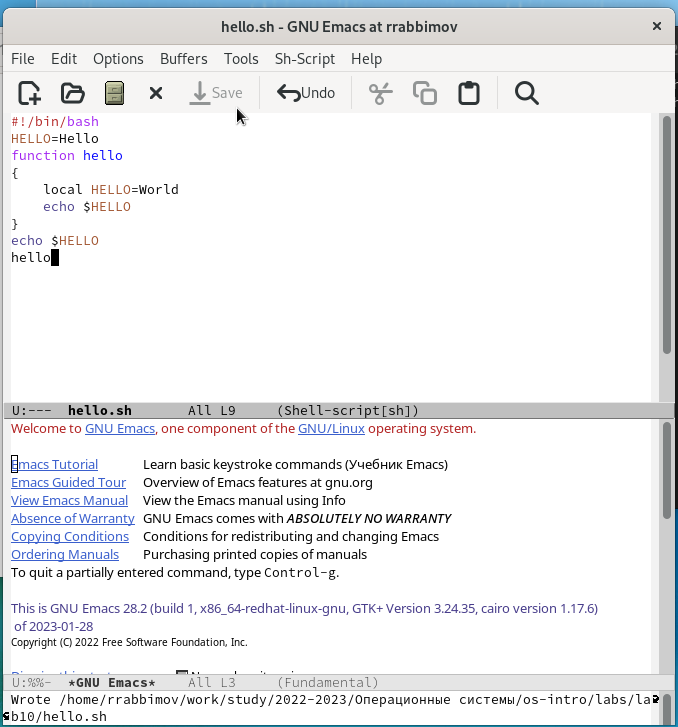 hello.sh - GNU Emacs at rrabbimov
File Edit Options Buffers Tools Sh-Script Help
Save Undo
#!/bin/bash
HELLO=Hello
function hello
{
    local HELLO=World
    echo $HELLO
}
echo $HELLO
hello
U:--- hello.sh All L9 (Shell-script[sh])
Welcome to GNU Emacs, one component of the GNU/Linux operating system.
Emacs Tutorial Learn basic keystroke commands (Учебник Emacs)
Emacs Guided Tour Overview of Emacs features at gnu.org
View Emacs Manual View the Emacs manual using Info
Absence of Warranty GNU Emacs comes with ABSOLUTELY NO WARRANTY
Copying Conditions Conditions for redistributing and changing Emacs
Ordering Manuals Purchasing printed copies of manuals
To quit a partially entered command, type Control-g.
This is GNU Emacs 28.2 (build 1, x86_64-redhat-linux-gnu, GTK+ Version 3.24.35, cairo version 1.17.6)
of 2023-01-28
Copyright (C) 2022 Free Software Foundation, Inc.
U:%%- *GNU Emacs* All L3 (Fundamental)
Wrote /home/rrabbimov/work/study/2022-2023/Операционные системы/os-intro/labs/la
b10/hello.sh